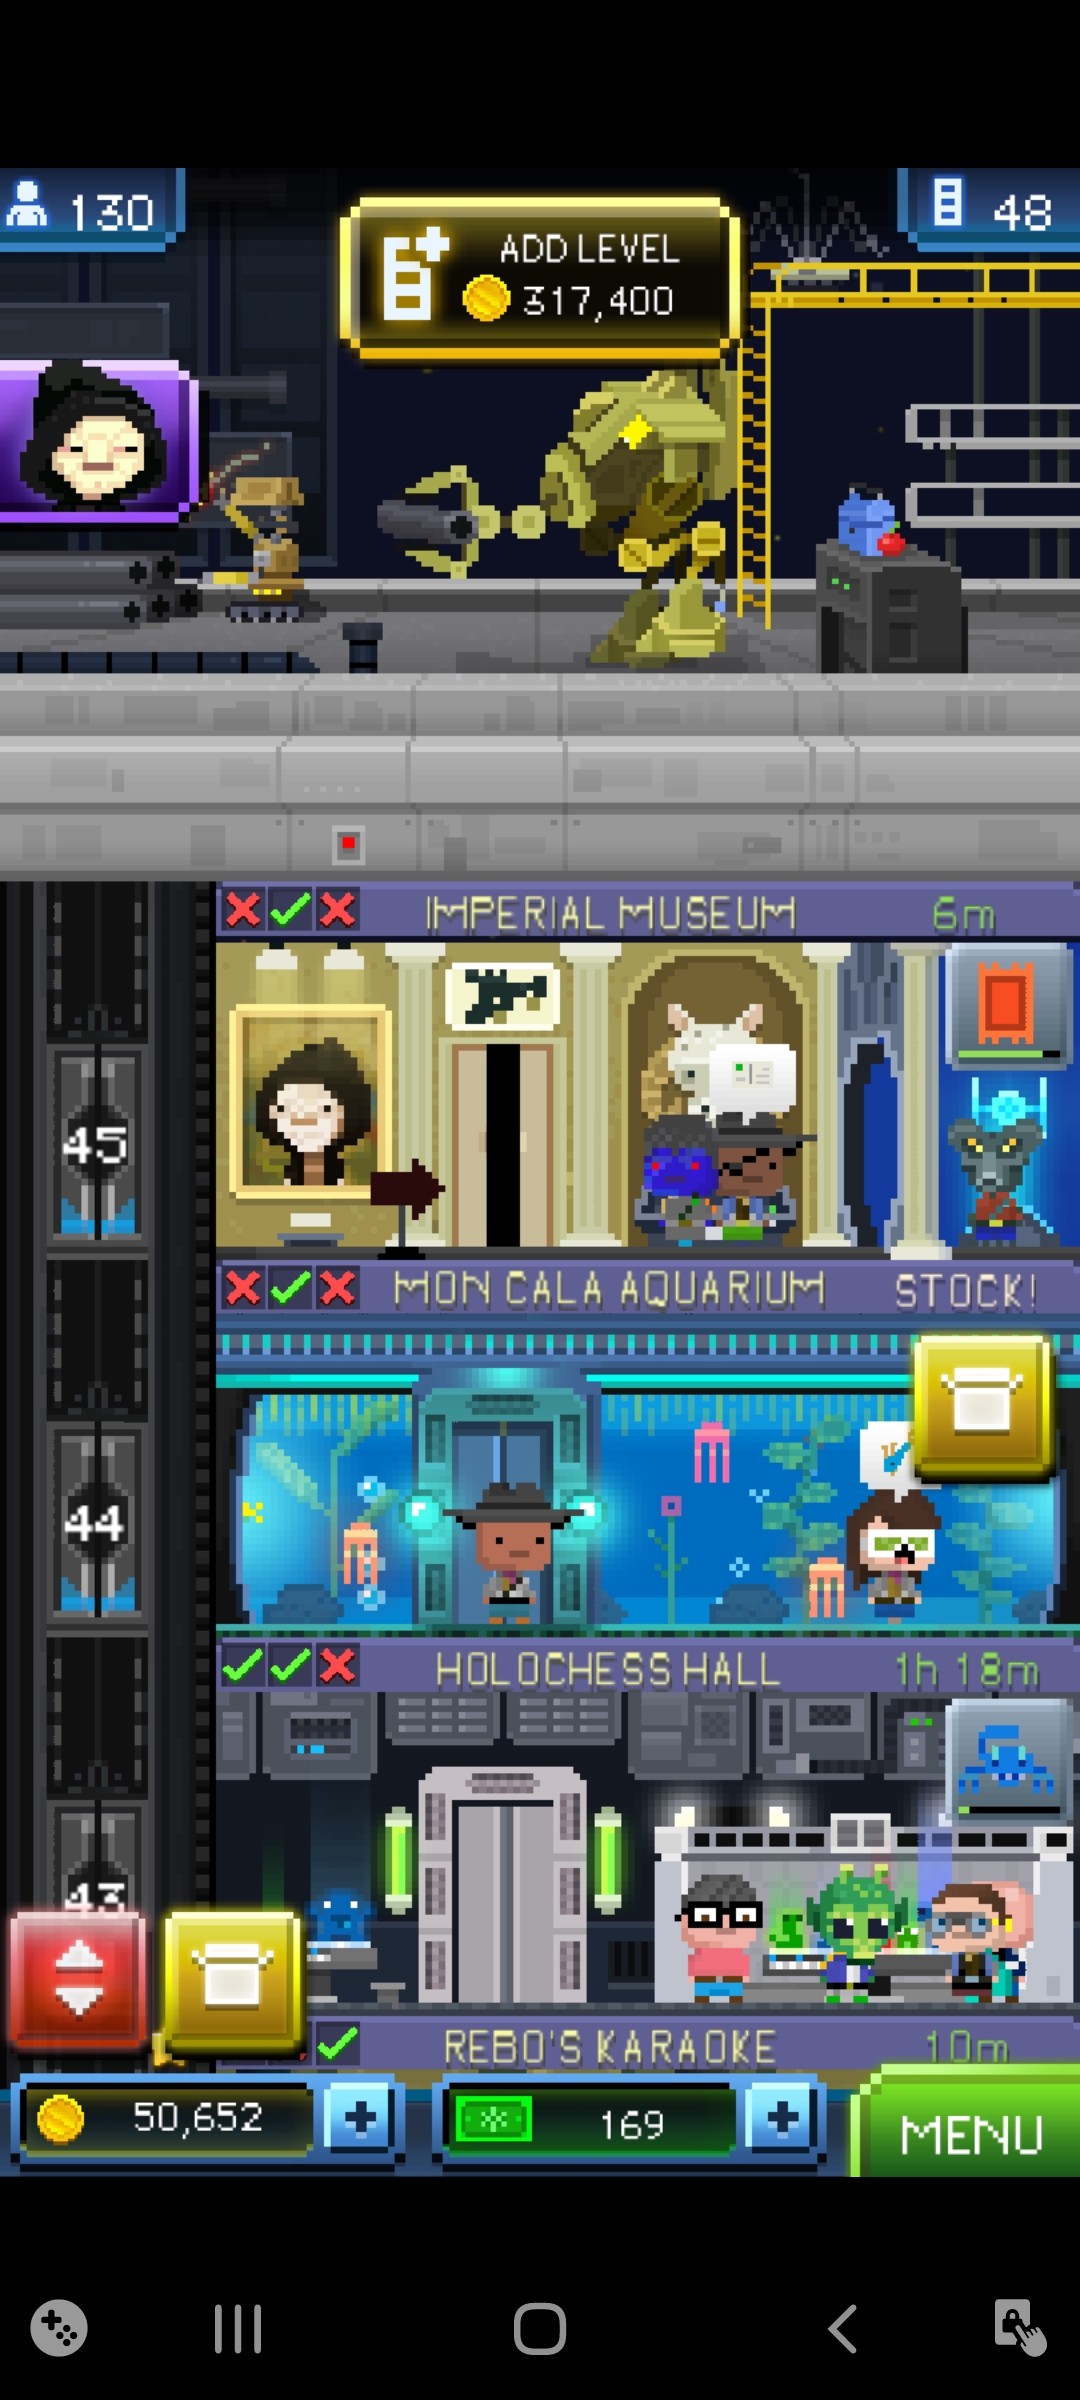 130
ADD LEVEL
317,400
48
IMPERIAL MUSEUM 6m
45
MON CALA AQUARIUM STOCK!
44
HOLOCHESS HALL 1h 18m
43
REBO'S KARAOKE 10m
50,652
169
MENU